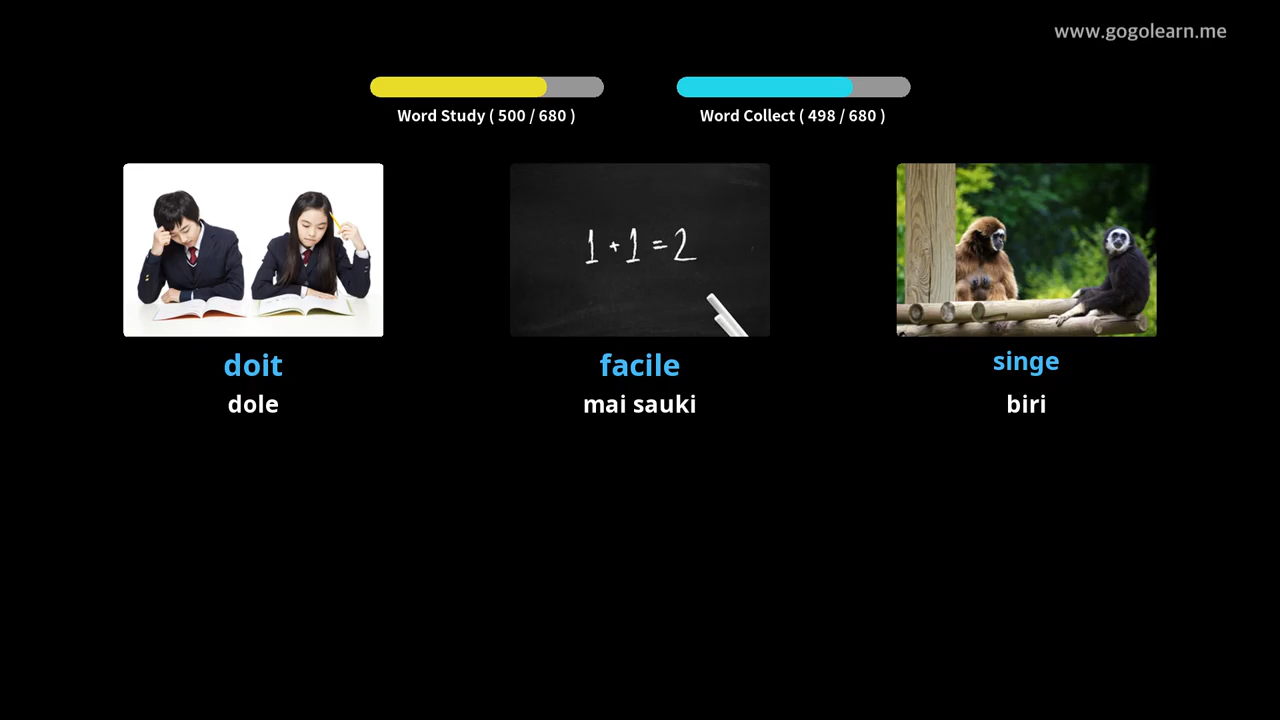 www.gogolearn.me
Word Study ( 500 / 680 )
Word Collect ( 498 / 680 )
1 + 1 = 2
doit
facile
singe
dole
mai sauki
biri